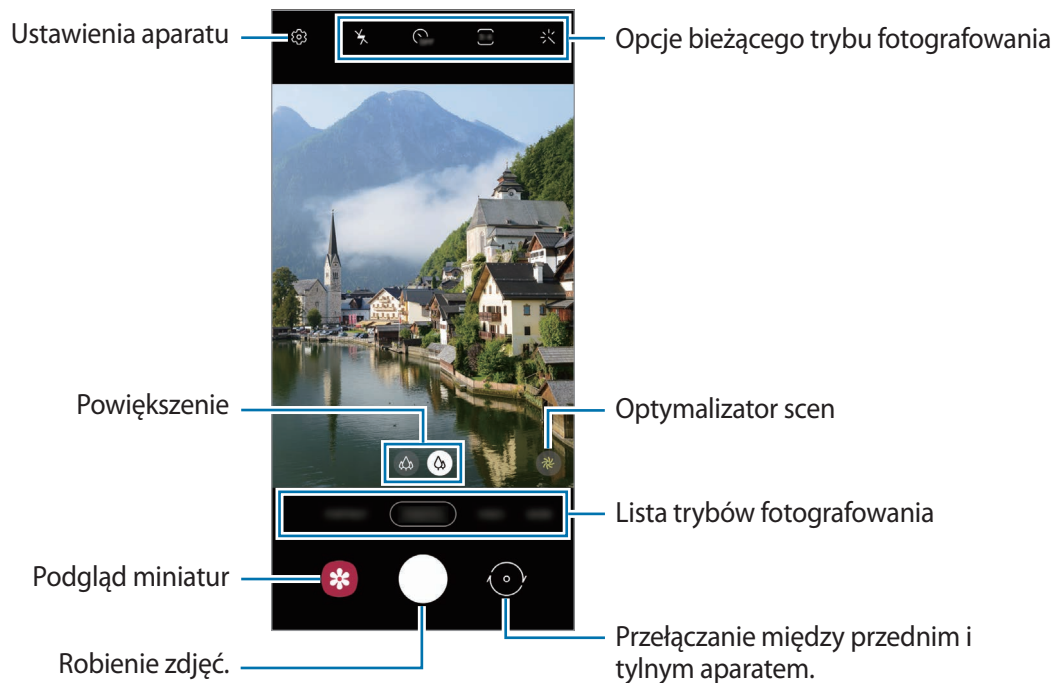 Ustawienia aparatu
Opcje bieżącego trybu fotografowania
Powiększenie
Optymalizator scen
Lista trybów fotografowania
Podgląd miniatur
Robienie zdjęć.
Przełączanie między przednim i
tylnym aparatem.